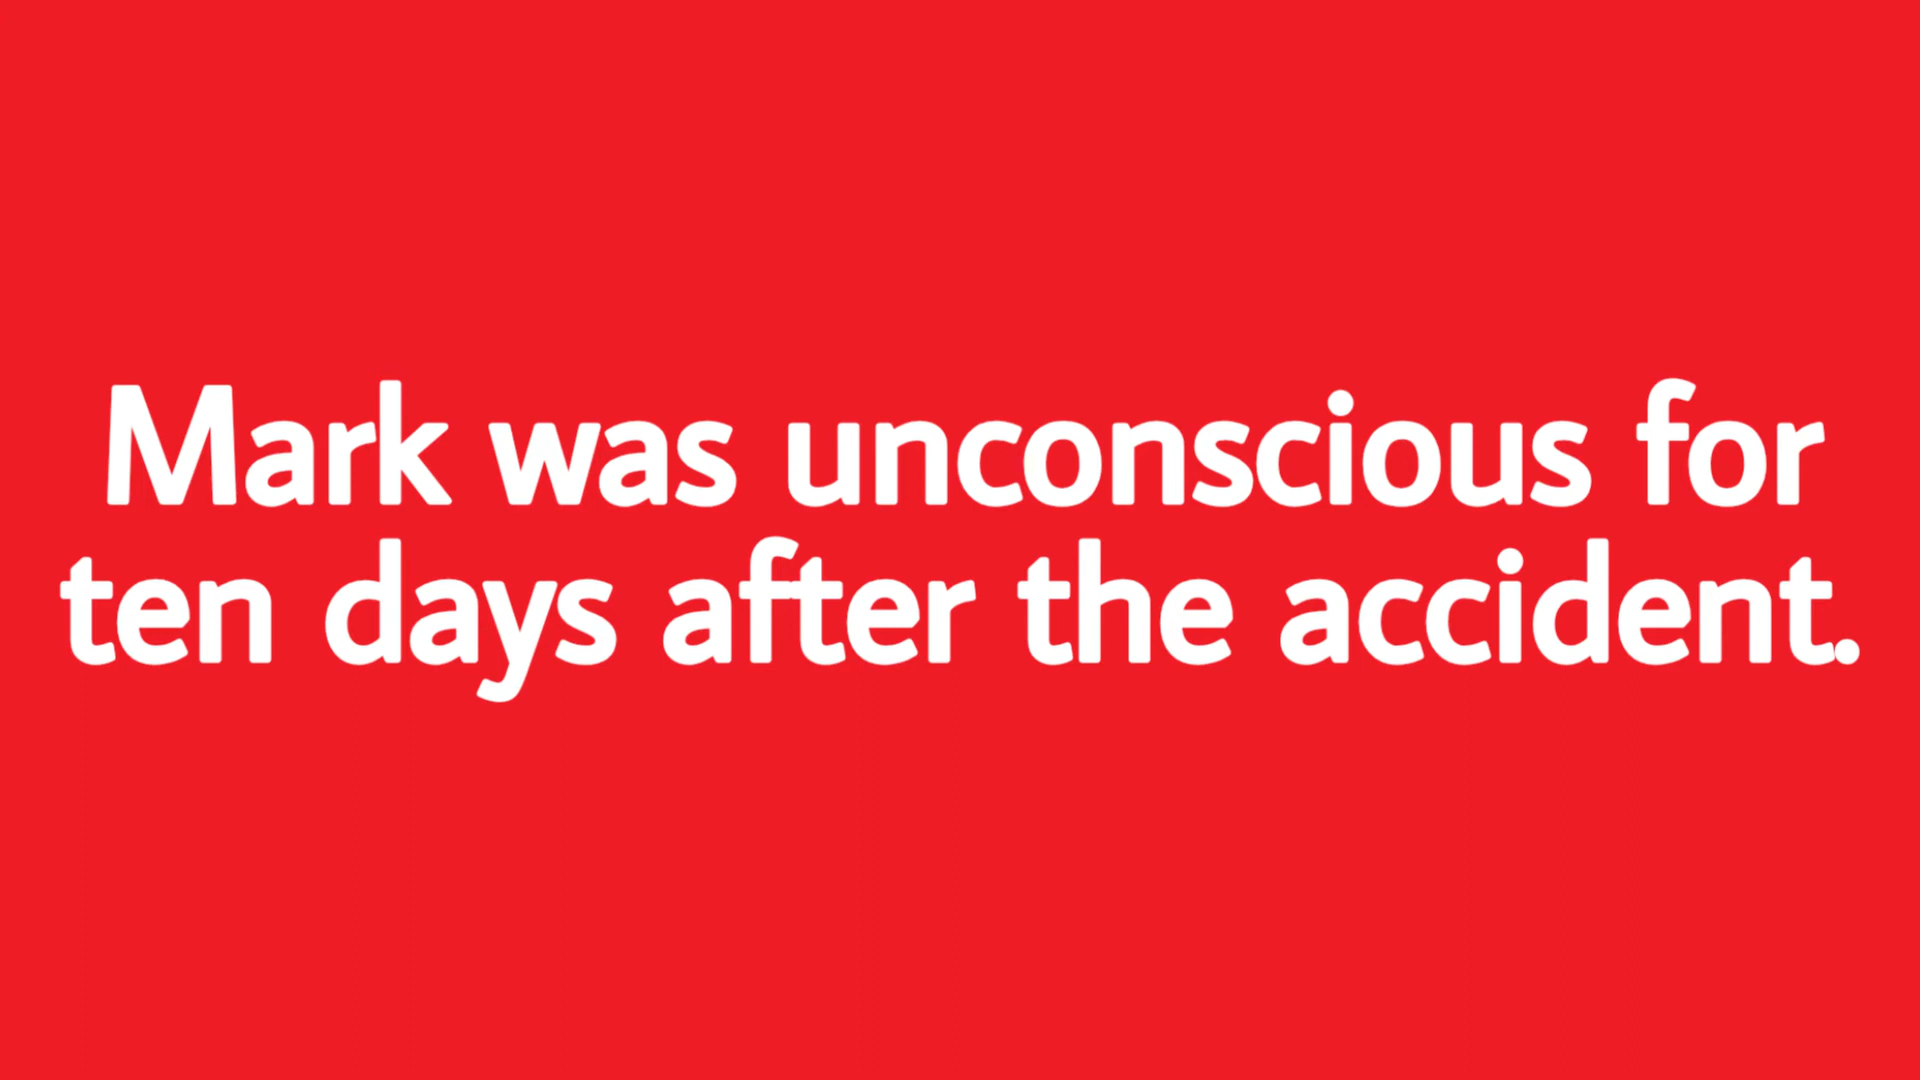 Mark was unconscious for
ten days after the accident.